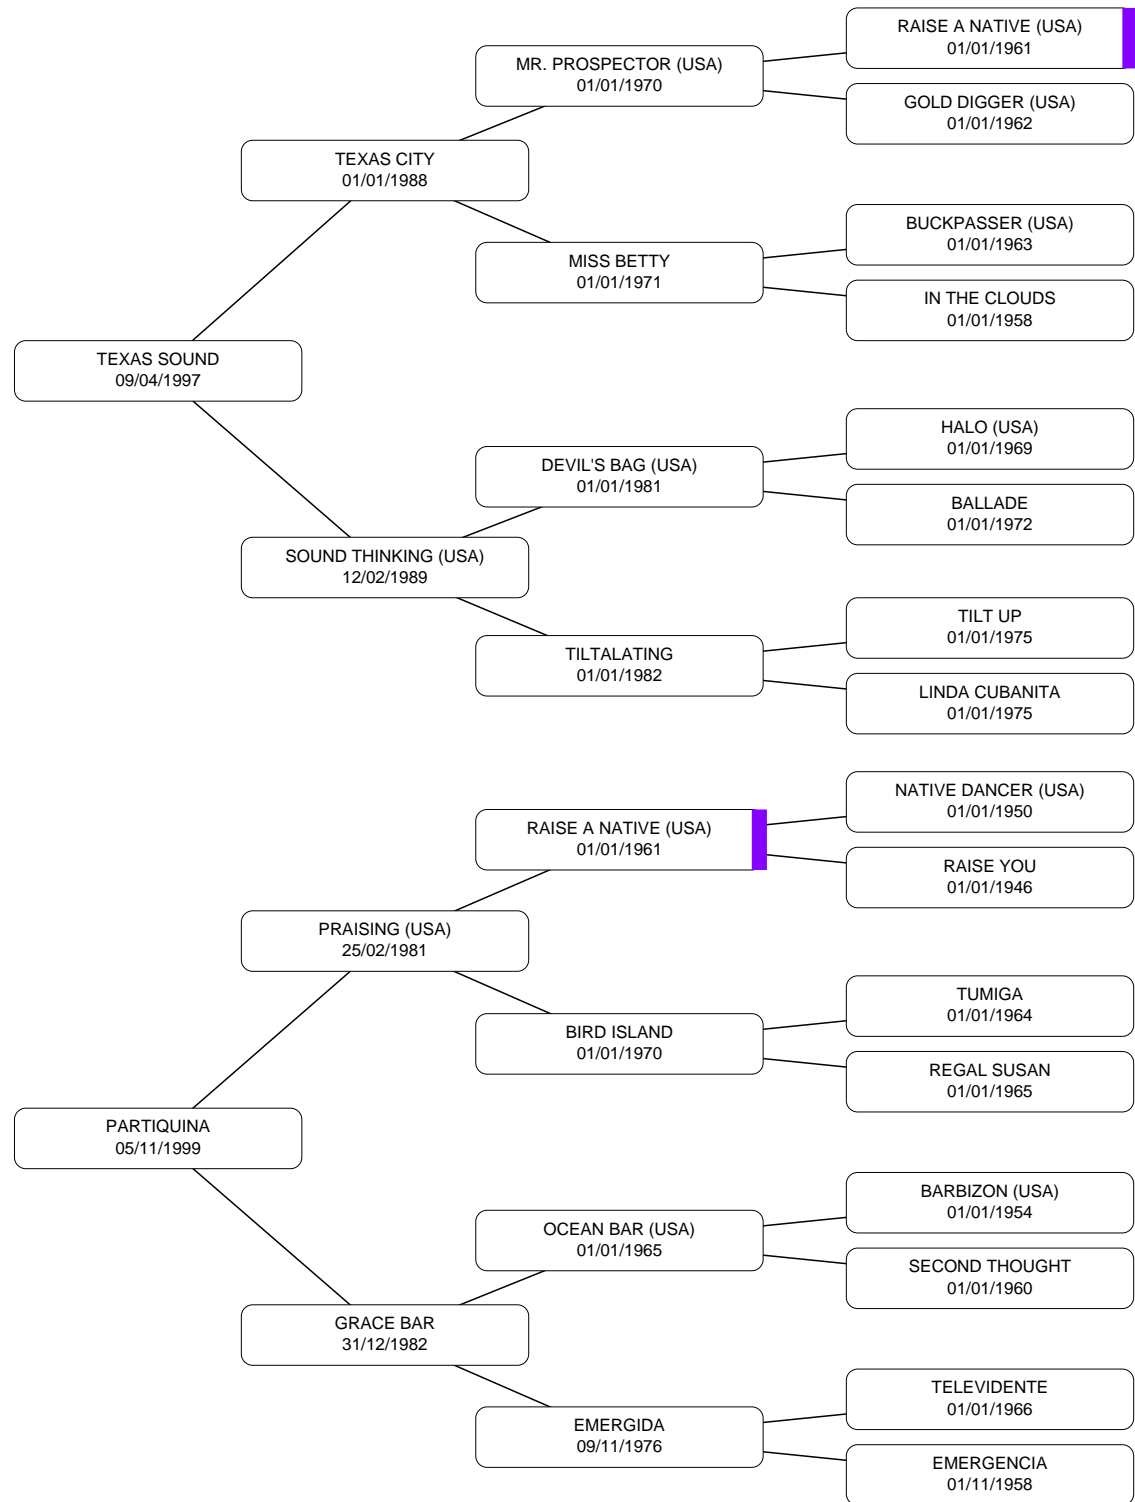 RAISE A NATIVE (USA)
01/01/1961
MR. PROSPECTOR (USA)
01/01/1970
GOLD DIGGER (USA)
01/01/1962
TEXAS CITY
01/01/1988
BUCKPASSER (USA)
01/01/1963
MISS BETTY
01/01/1971
IN THE CLOUDS
01/01/1958
TEXAS SOUND
09/04/1997
HALO (USA)
01/01/1969
DEVIL'S BAG (USA)
01/01/1981
BALLADE
01/01/1972
SOUND THINKING (USA)
12/02/1989
TILT UP
01/01/1975
TILTALATING
01/01/1982
LINDA CUBANITA
01/01/1975
NATIVE DANCER (USA)
01/01/1950
RAISE A NATIVE (USA)
01/01/1961
RAISE YOU
01/01/1946
PRAISING (USA)
25/02/1981
TUMIGA
01/01/1964
BIRD ISLAND
01/01/1970
REGAL SUSAN
01/01/1965
PARTIQUINA
05/11/1999
BARBIZON (USA)
01/01/1954
OCEAN BAR (USA)
01/01/1965
SECOND THOUGHT
01/01/1960
GRACE BAR
31/12/1982
TELEVIDENTE
01/01/1966
EMERGIDA
09/11/1976
EMERGENCIA
01/11/1958